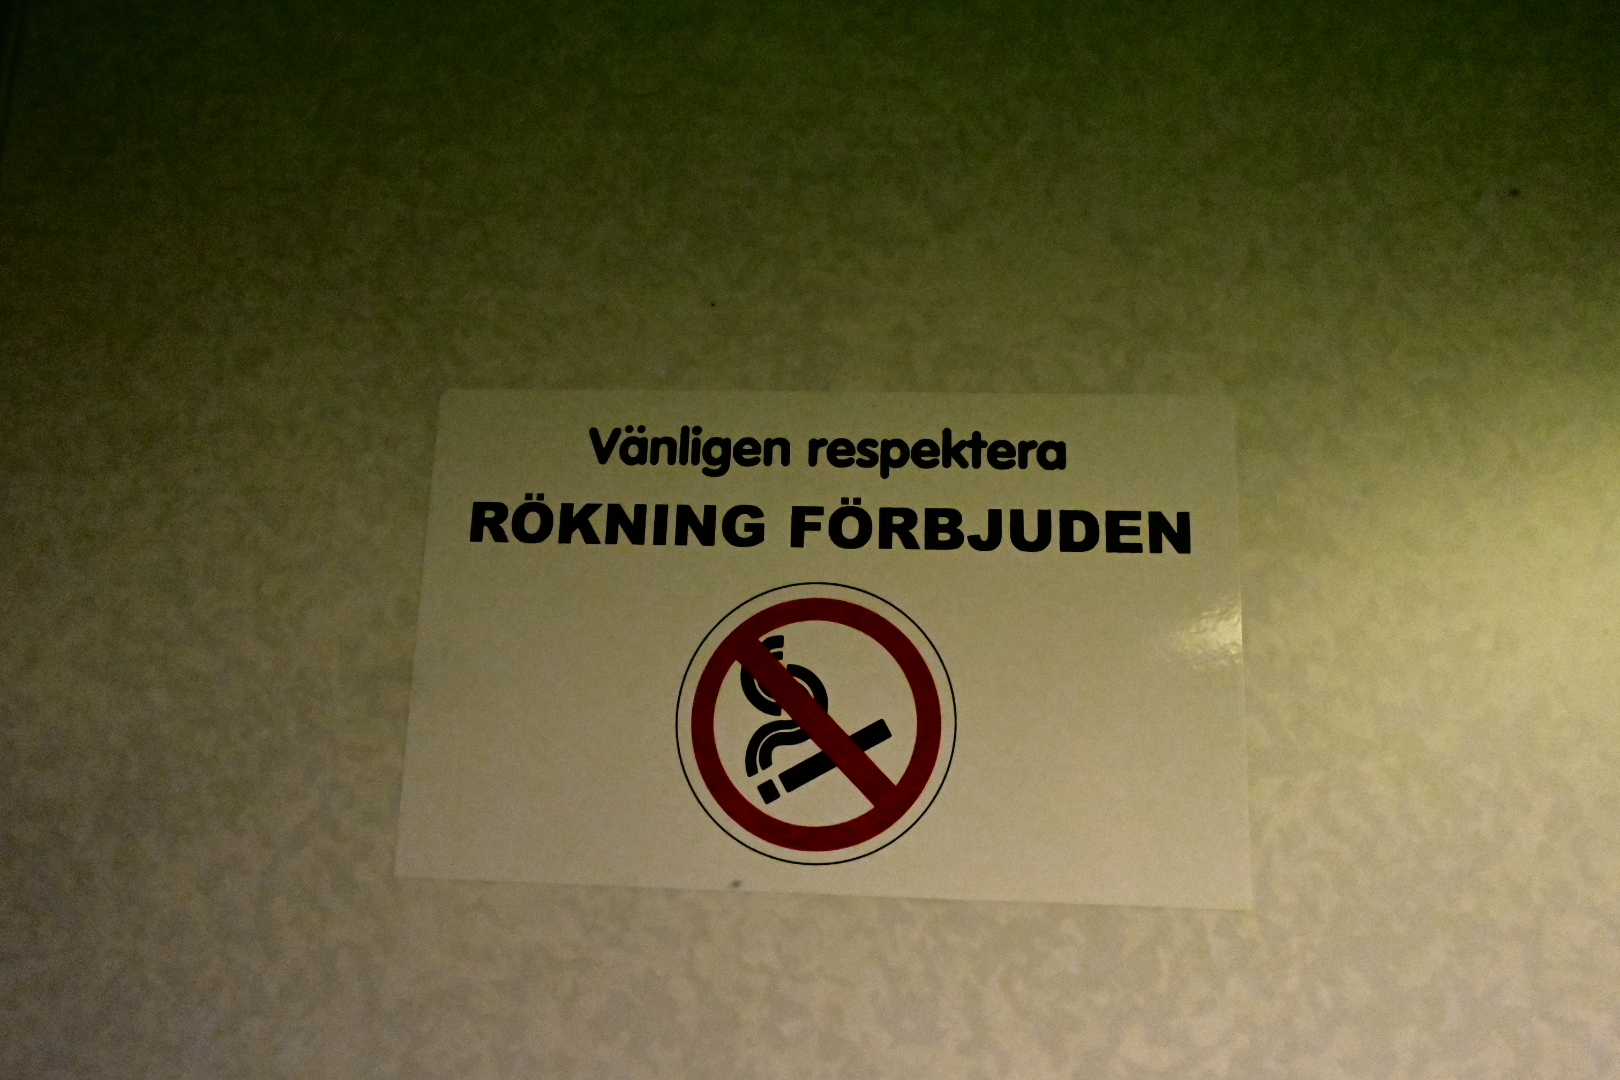 Vänligen respektera
RÖKNING FÖRBJUDEN